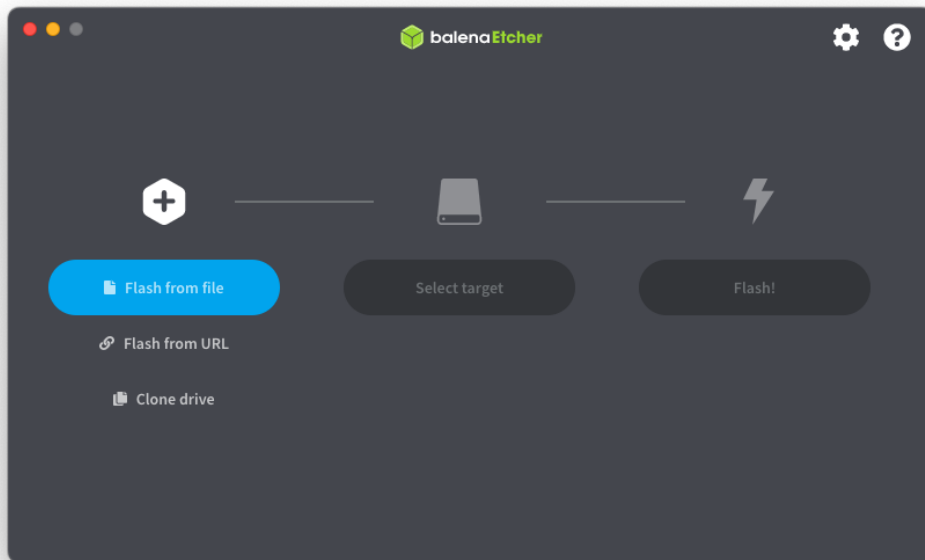 balenaEtcher
Flash from file
Select target
Flash!
Flash from URL
Clone drive